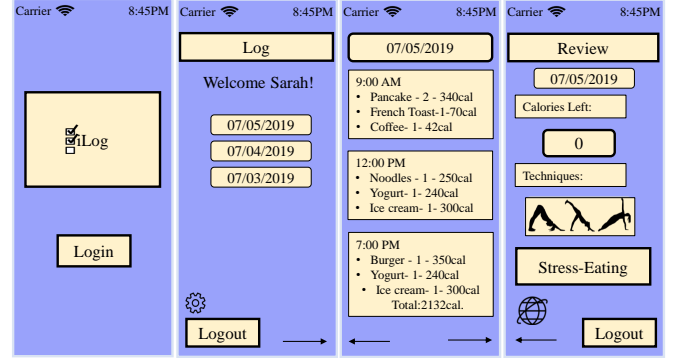 Carrier 8:45PM
iLog
Login
Carrier 8:45PM
Log
Welcome Sarah!
07/05/2019
07/04/2019
07/03/2019
Logout
Carrier 8:45PM
07/05/2019
9:00 AM
• Pancake - 2 - 340cal
• French Toast-1-70cal
• Coffee- 1- 42cal
12:00 PM
• Noodles - 1 - 250cal
• Yogurt- 1- 240cal
• Ice cream- 1- 300cal
7:00 PM
• Burger - 1 - 350cal
• Yogurt- 1- 240cal
• Ice cream- 1- 300cal
Total:2132cal.
Carrier 8:45PM
Review
07/05/2019
Calories Left:
0
Techniques:
Stress-Eating
Logout